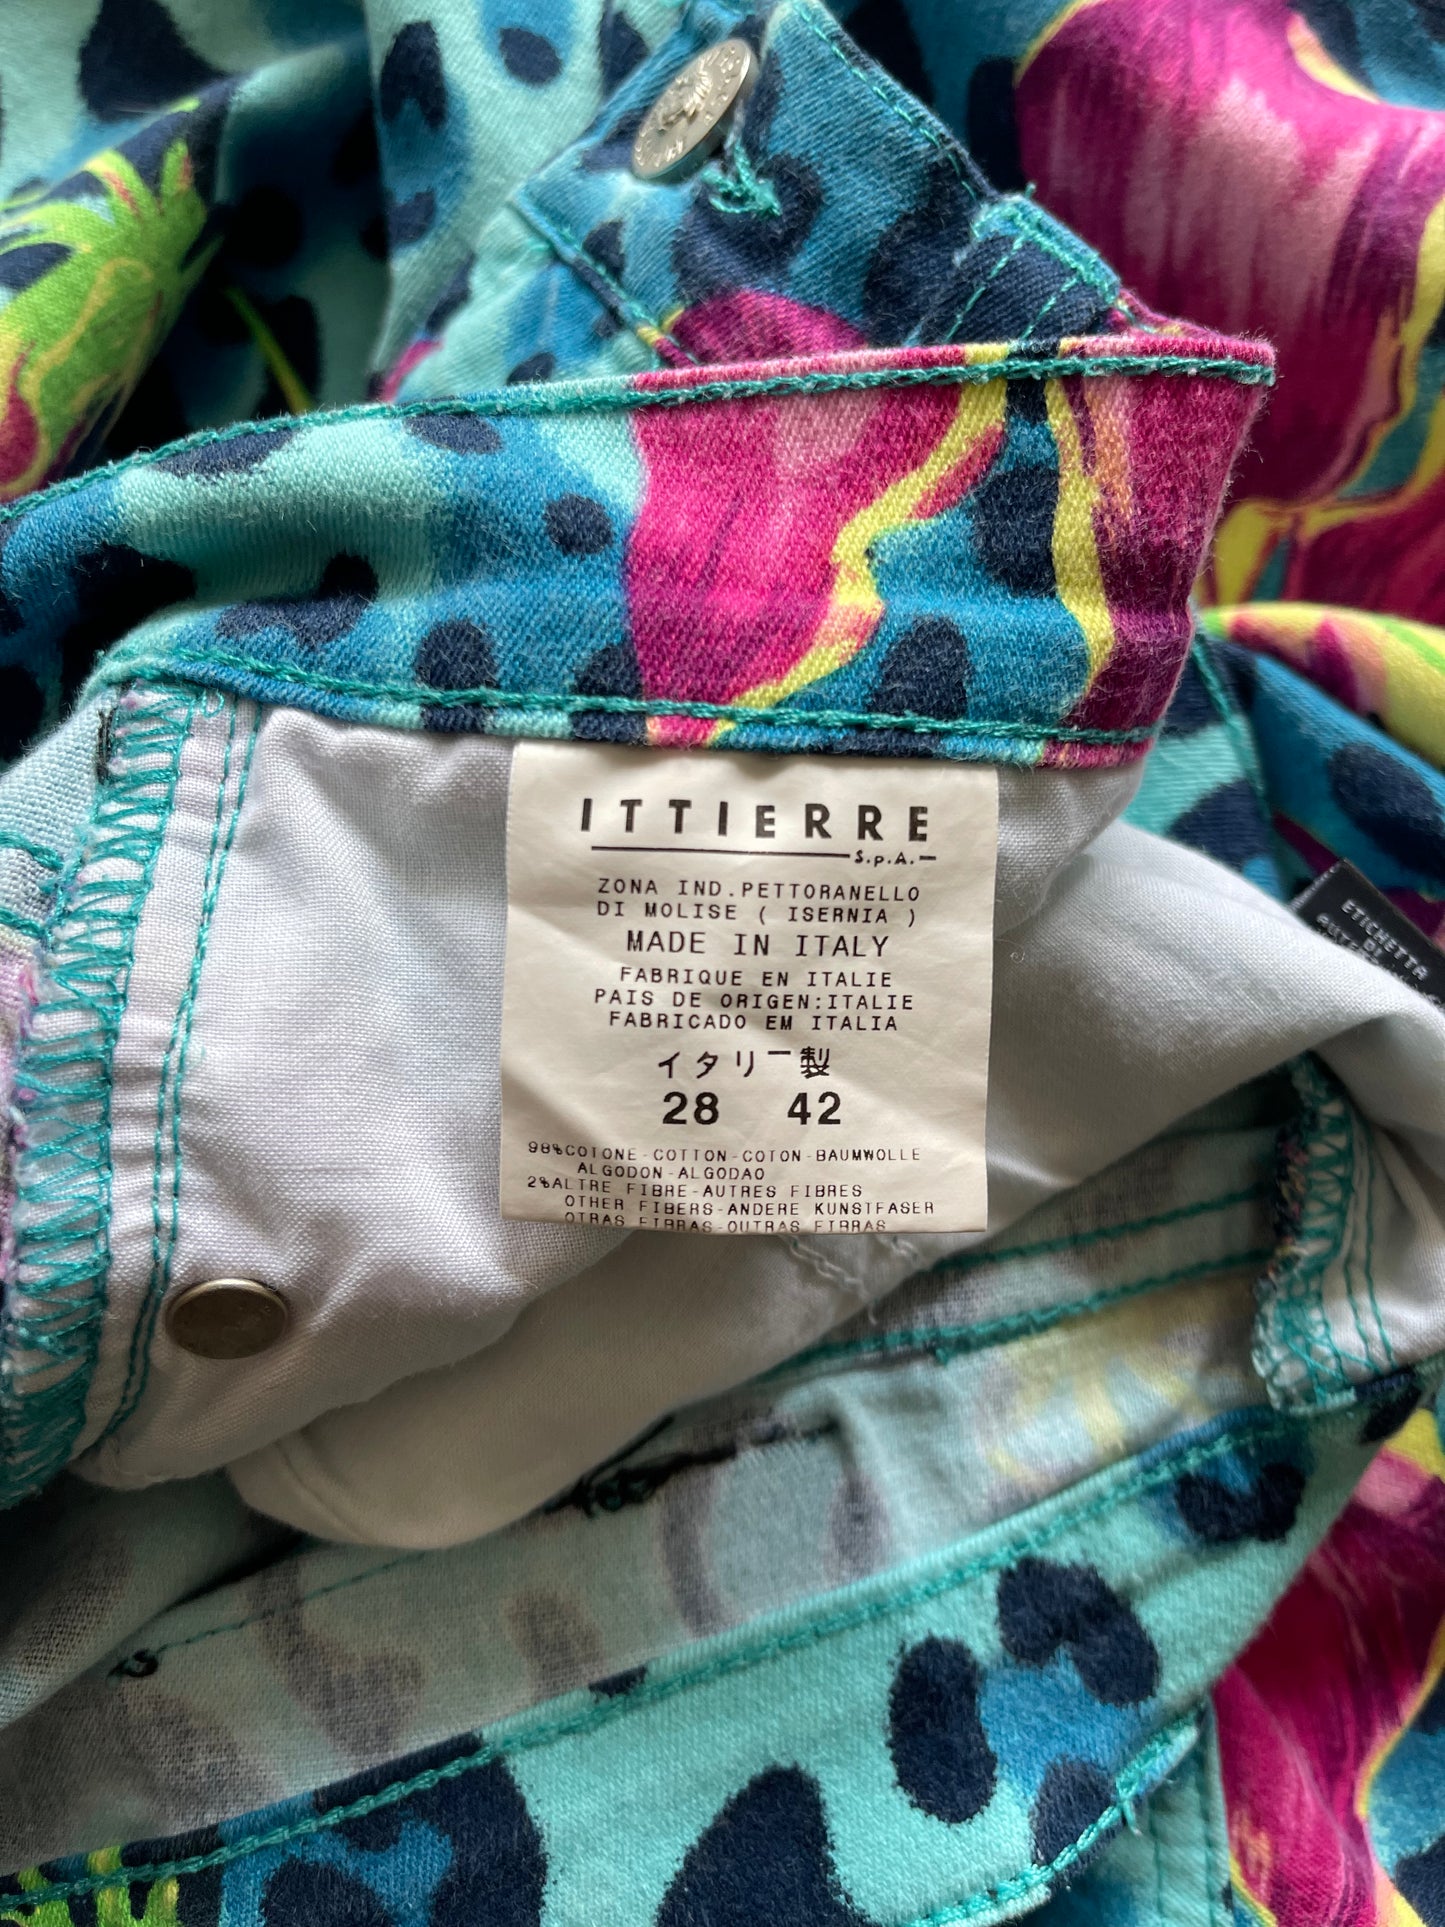 ITTIERRE
S.p.A.
ZONA IND.PETTORANELLO
DI MOLISE ( ISERNIA )
MADE IN ITALY
FABRIQUE EN ITALIE
PAIS DE ORIGEN:ITALIE
FABRICADO EM ITALIA
イタリー製
28 42
98%COTONE-COTTON-COTON-BAUMWOLLE
ALGODON-ALGODAO
2%ALTRE FIBRE-AUTRES FIBRES
OTHER FIBERS-ANDERE KUNSTFASER
OTRAS FIBRAS-OUTRAS FIBRAS
ETICHETTA
DI